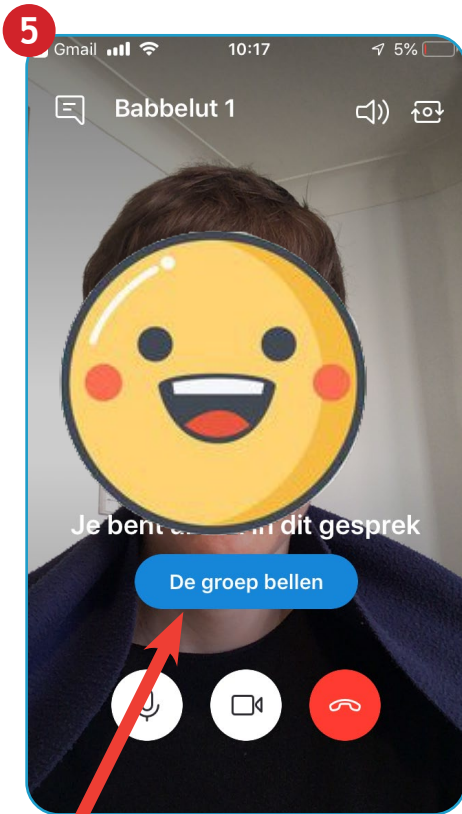 5
Gmail 10:17 5%
Babbelut 1
Je bent in dit gesprek
De groep bellen